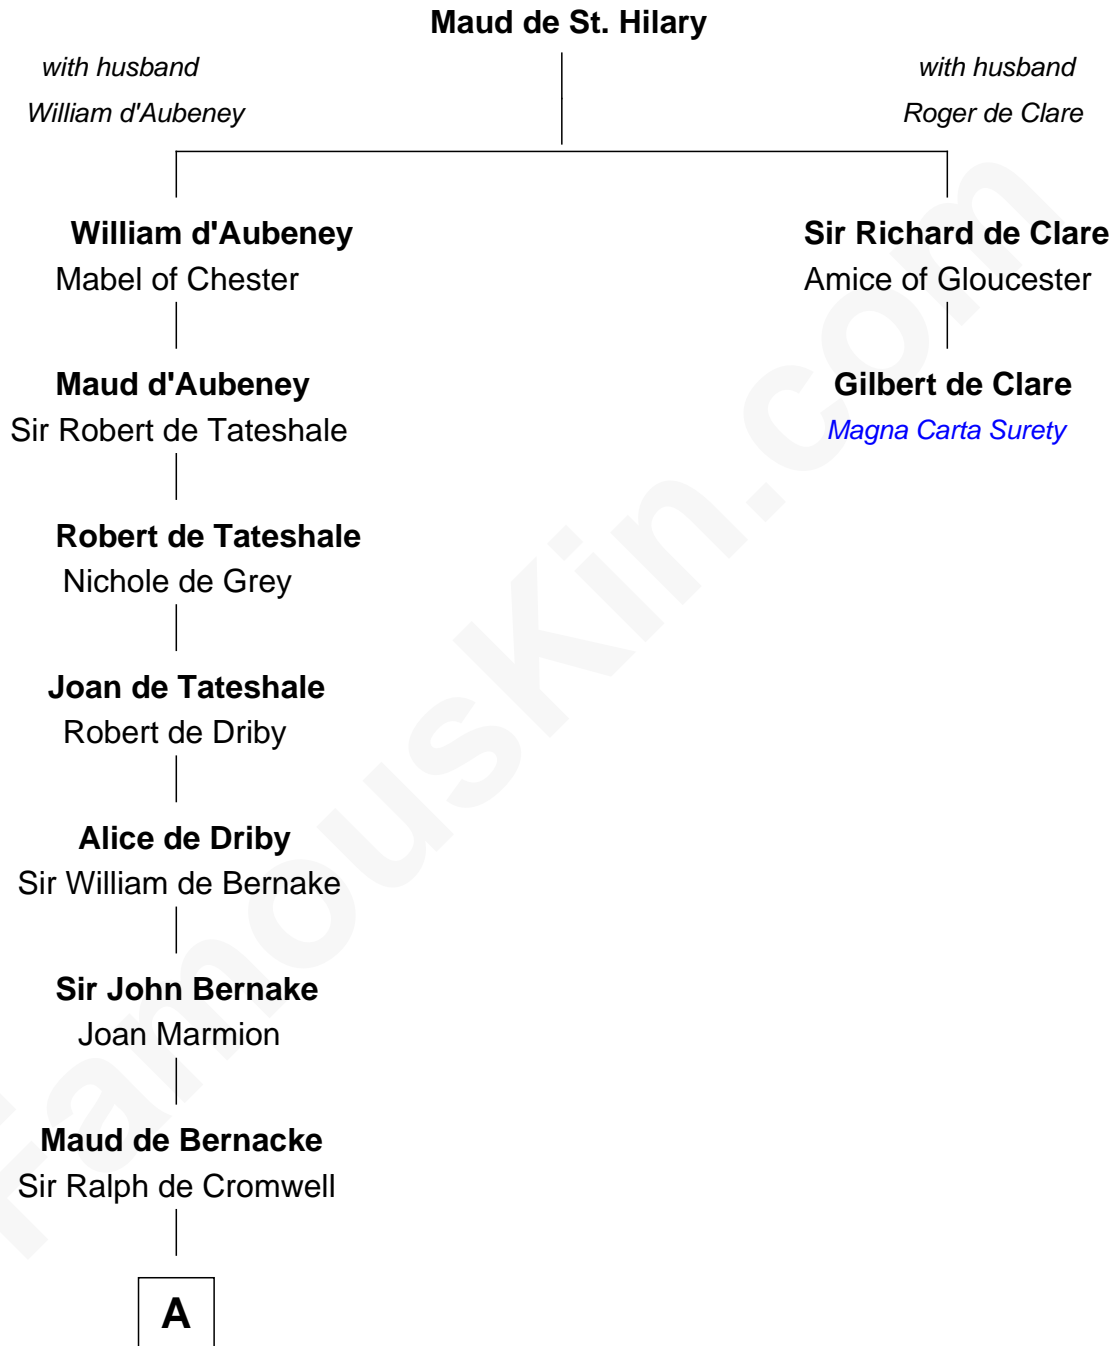 Maud de St. Hilary
with husband
William d'Aubeney
with husband
Roger de Clare
William d'Aubeney
Mabel of Chester
Sir Richard de Clare
Amice of Gloucester
Maud d'Aubeney
Sir Robert de Tateshale
Gilbert de Clare
Magna Carta Surety
Robert de Tateshale
Nichole de Grey
Joan de Tateshale
Robert de Driby
Alice de Driby
Sir William de Bernake
Sir John Bernake
Joan Marmion
Maud de Bernacke
Sir Ralph de Cromwell
A
FamousKin.com